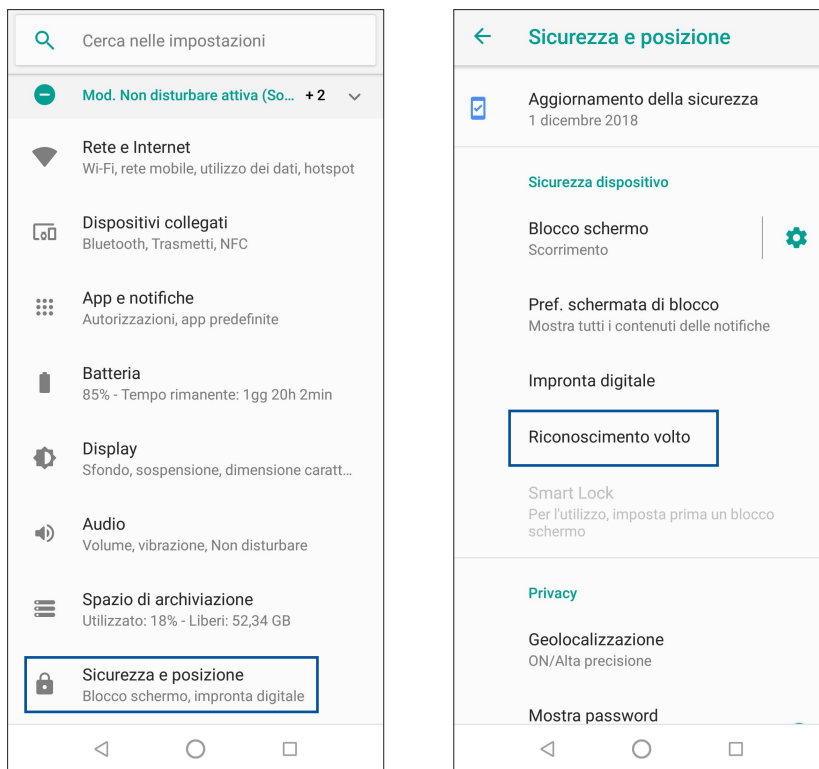 Cerca nelle impostazioni
Mod. Non disturbare attiva (So... +2
Rete e Internet
Wi-Fi, rete mobile, utilizzo dei dati, hotspot
Dispositivi collegati
Bluetooth, Trasmetti, NFC
App e notifiche
Autorizzazioni, app predefinite
Batteria
85% - Tempo rimanente: 1gg 20h 2min
Display
Sfondo, sospensione, dimensione caratt...
Audio
Volume, vibrazione, Non disturbare
Spazio di archiviazione
Utilizzato: 18% - Liberi: 52,34 GB
Sicurezza e posizione
Blocco schermo, impronta digitale
Sicurezza e posizione
Aggiornamento della sicurezza
1 dicembre 2018
Sicurezza dispositivo
Blocco schermo
Scorrimento
Pref. schermata di blocco
Mostra tutti i contenuti delle notifiche
Impronta digitale
Riconoscimento volto
Smart Lock
Per l'utilizzo, imposta prima un blocco
schermo
Privacy
Geolocalizzazione
ON/Alta precisione
Mostra password